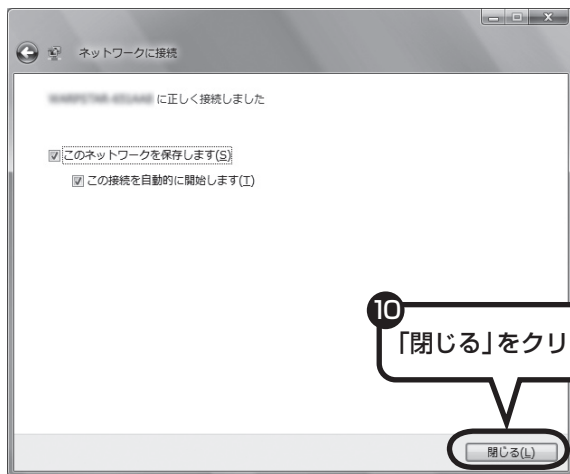 ネットワークに接続
に正しく接続しました
このネットワークを保存します(S)
この接続を自動的に開始します(T)
10
「閉じる」をクリ
閉じる(L)